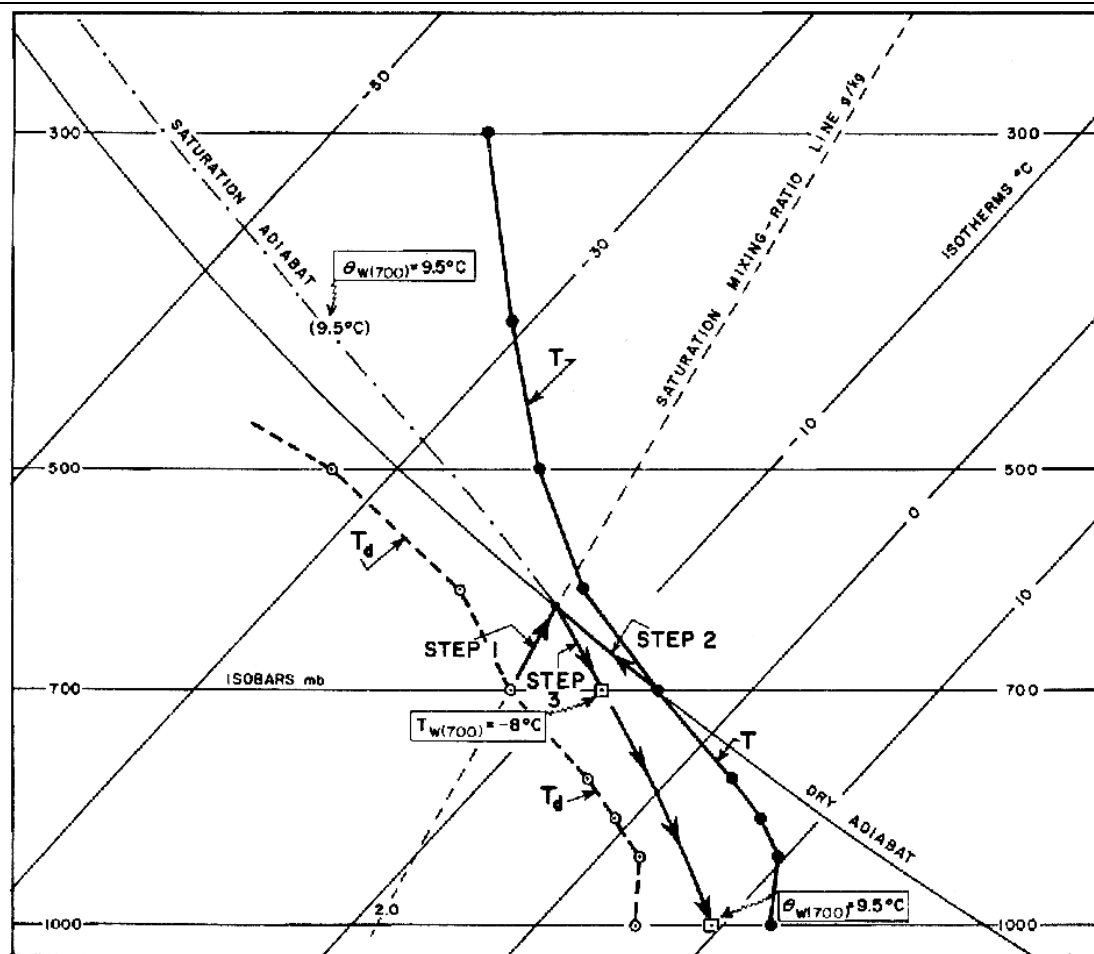 -50
300
300
SATURATION ADIABAT
SATURATION MIXING-RATIO LINE g/kg
ISOTHERMS °C
-30
θW(700)=9.5°C
(9.5°C)
T
-10
500
500
0
Td
10
STEP 1
STEP 2
STEP
3
700
ISOBARS mb
700
TW(700)=-8°C
T
Td
DRY ADIABAT
θW(700)=9.5°C
2.0
1000
1000